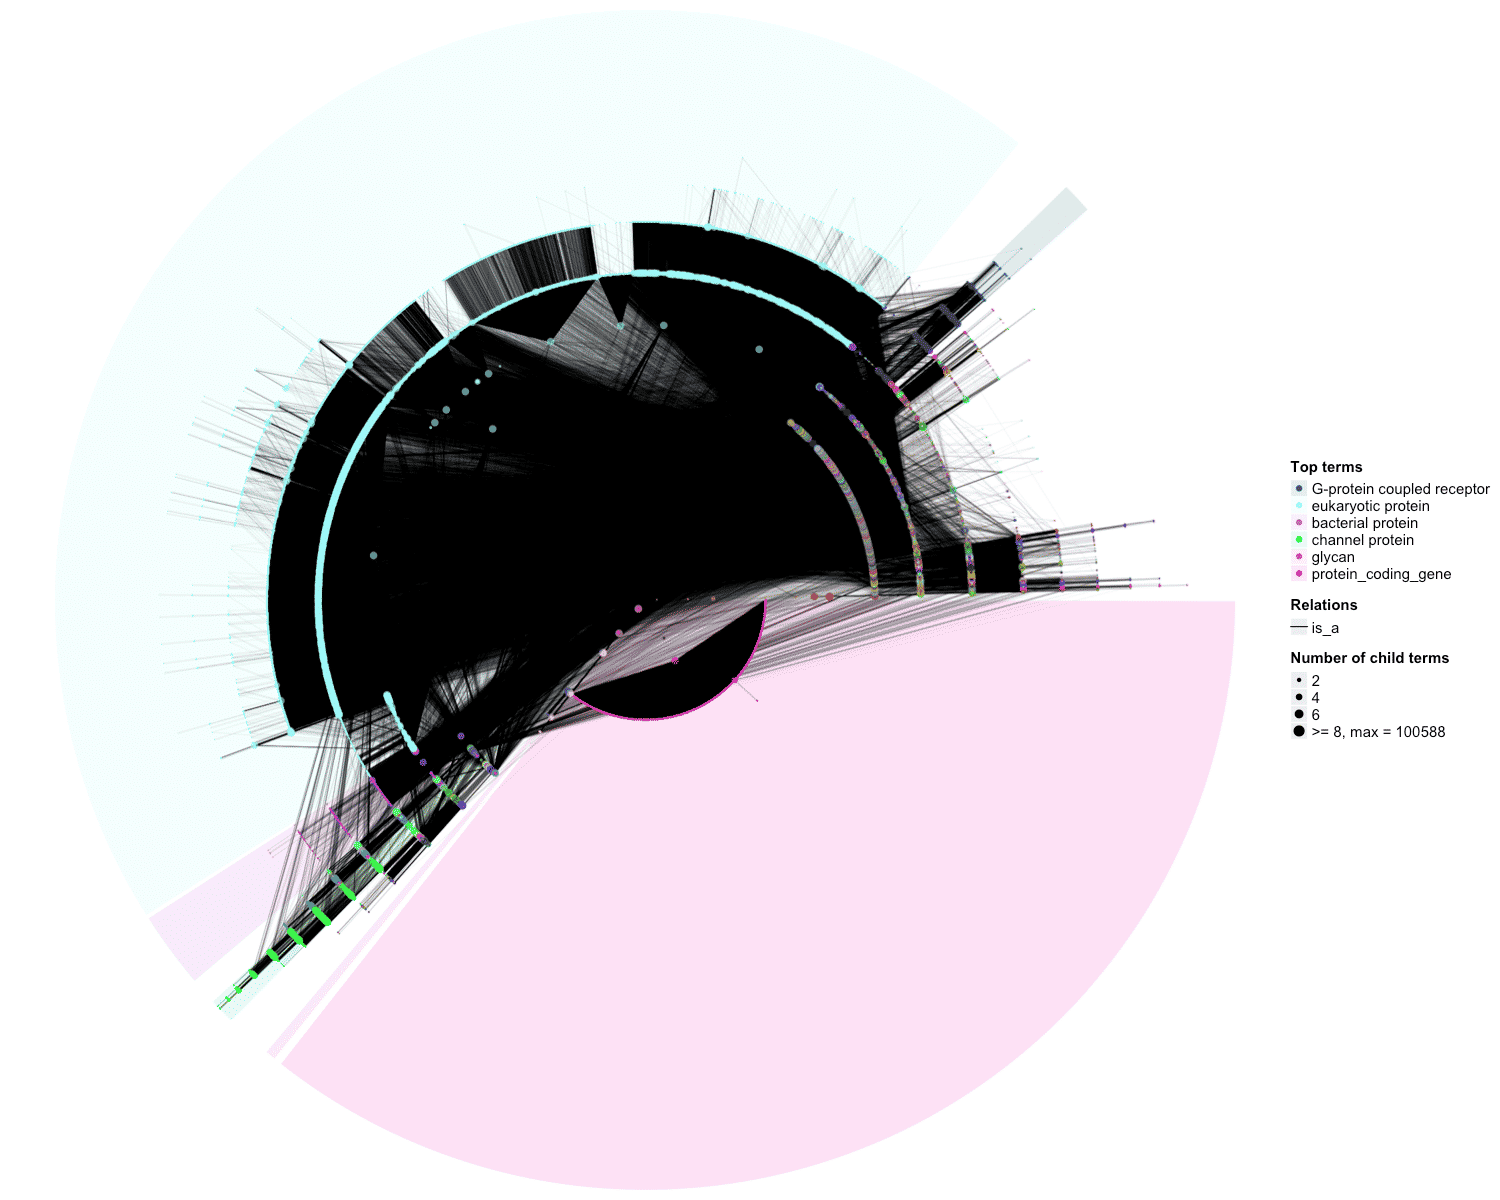 Top terms
G-protein coupled receptor
eukaryotic protein
bacterial protein
channel protein
glycan
protein_coding_gene
Relations
is_a
Number of child terms
2
4
6
>= 8, max = 100588